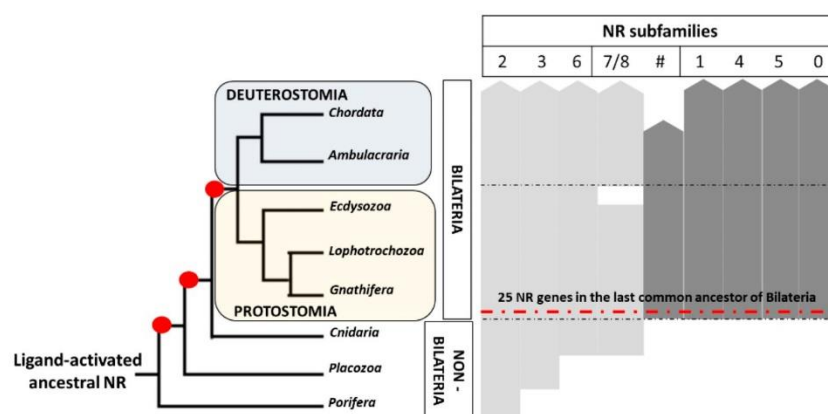 NR subfamilies
2 3 6 7/8 # 1 4 5 0
DEUTEROSTOMIA
Chordata
Ambulacraria
Ecdysozoa
Lophotrochozoa
Gnathifera
PROTOSTOMIA
Cnidaria
Placozoa
Porifera
Ligand-activated
ancestral NR
BILATERIA
NON -
BILATERIA
25 NR genes in the last common ancestor of Bilateria